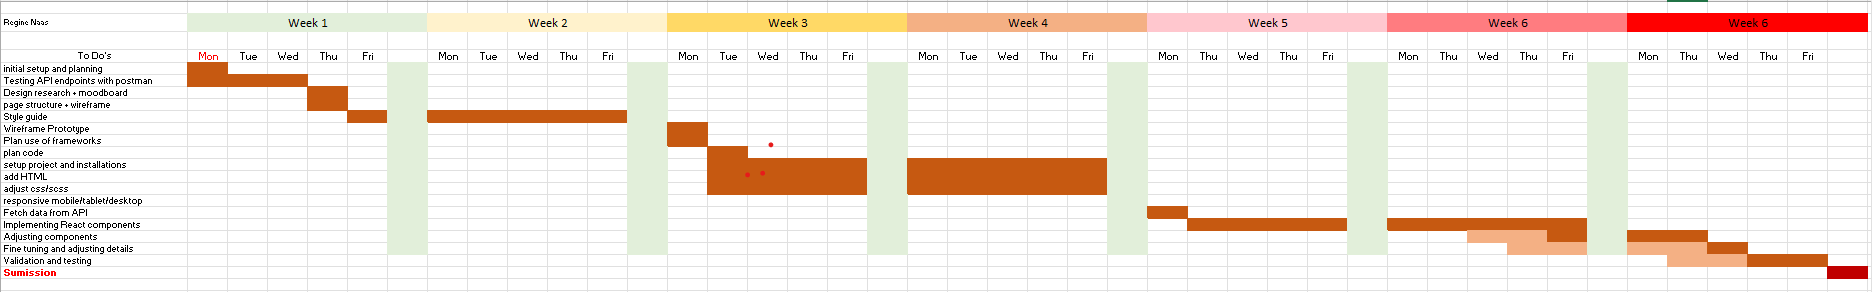 Regine Naas Week 1 Week 2 Week 3 Week 4 Week 5 Week 6 Week 6
To Do's Mon Tue Wed Thu Fri Mon Tue Wed Thu Fri Mon Tue Wed Thu Fri Mon Tue Wed Thu Fri Mon Thu Wed Thu Fri Mon Thu Wed Thu Fri Mon Thu Wed Thu Fri
initial setup and planning
Testing API endpoints with postman
Design research + moodboard
page structure + wireframe
Style guide
Wireframe Prototype
Plan use of frameworks
plan code
setup project and installations
add HTML
adjust css/scss
responsive mobile/tablet/desktop
Fetch data from API
Implementing React components
Adjusting components
Fine tuning and adjusting details
Validation and testing
Sumission